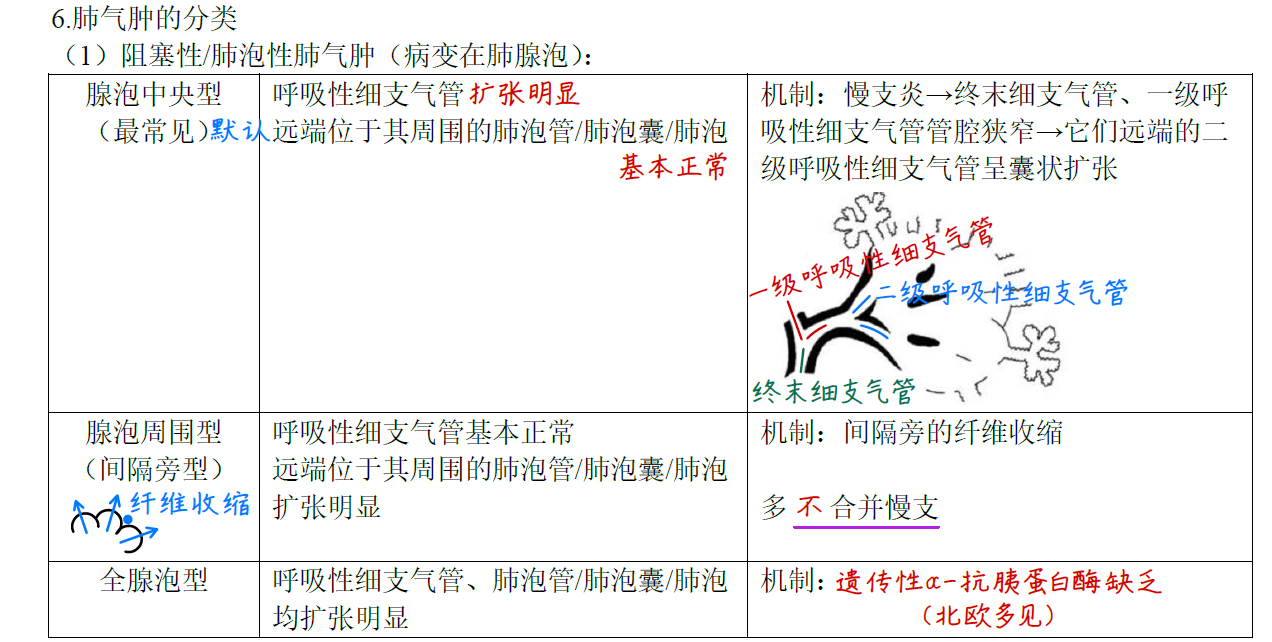 6.肺气肿的分类
（1）阻塞性/肺泡性肺气肿（病变在肺腺泡）：
腺泡中央型
（最常见）默认
呼吸性细支气管 扩张明显
远端位于其周围的肺泡管/肺泡囊/肺泡
基本正常
机制：慢支炎→终末细支气管、一级呼
吸性细支气管管腔狭窄→它们远端的二
级呼吸性细支气管呈囊状扩张
一级呼吸性细支气管
二级呼吸性细支气管
终末细支气管
腺泡周围型
（间隔旁型）
纤维收缩
呼吸性细支气管基本正常
远端位于其周围的肺泡管/肺泡囊/肺泡
扩张明显
机制：间隔旁的纤维收缩
多 不 合并慢支
全腺泡型
呼吸性细支气管、肺泡管/肺泡囊/肺泡
均扩张明显
机制：遗传性α-抗胰蛋白酶缺乏
（北欧多见）